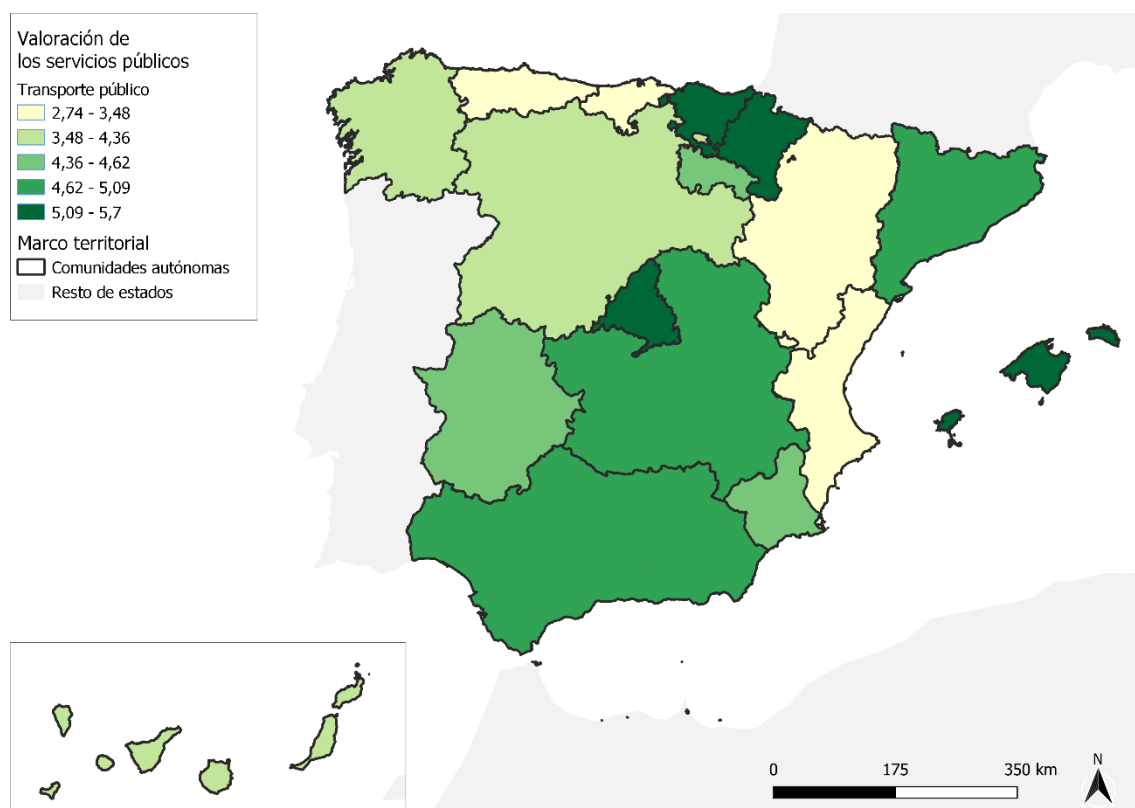 Valoración de
los servicios públicos
Transporte público
2,74 - 3,48
3,48 - 4,36
4,36 - 4,62
4,62 - 5,09
5,09 - 5,7
Marco territorial
Comunidades autónomas
Resto de estados
0 175 350 km
N